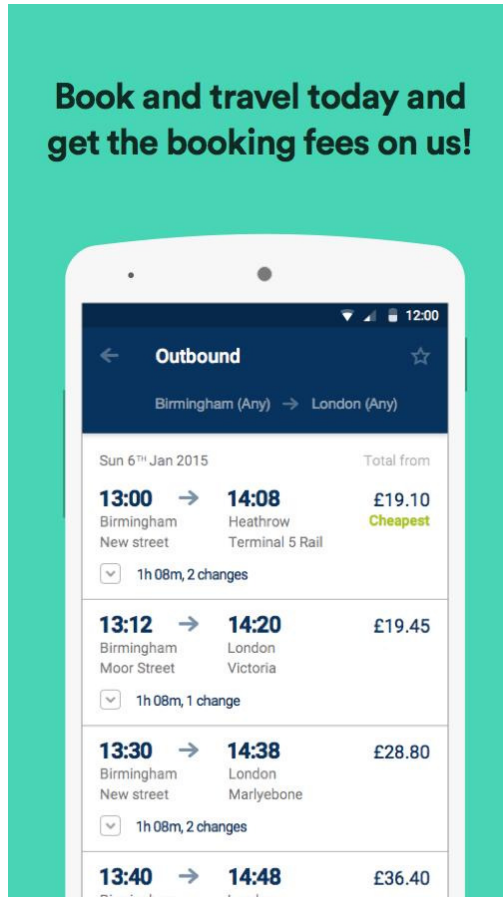 Book and travel today and
get the booking fees on us!
12:00
Outbound
Birmingham (Any) → London (Any)
Sun 6TH Jan 2015 Total from
13:00 → 14:08 £19.10
Birmingham Heathrow Cheapest
New street Terminal 5 Rail
1h 08m, 2 changes
13:12 → 14:20 £19.45
Birmingham London
Moor Street Victoria
1h 08m, 1 change
13:30 → 14:38 £28.80
Birmingham London
New street Marlyebone
1h 08m, 2 changes
13:40 → 14:48 £36.40